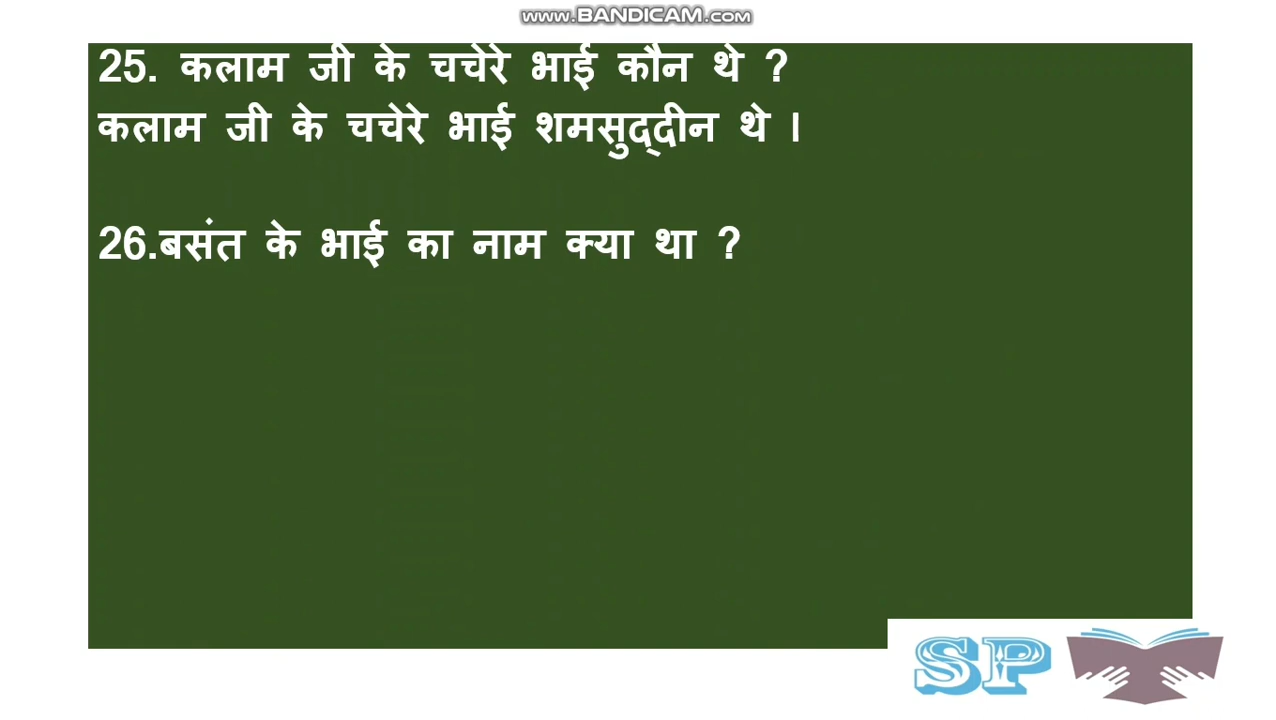 www.BANDICAM.com
25. कलाम जी के चचेरे भाई कौन थे ?
कलाम जी के चचेरे भाई शमसुद्‌दीन थे ।
26.बसंत के भाई का नाम क्या था ?
SP